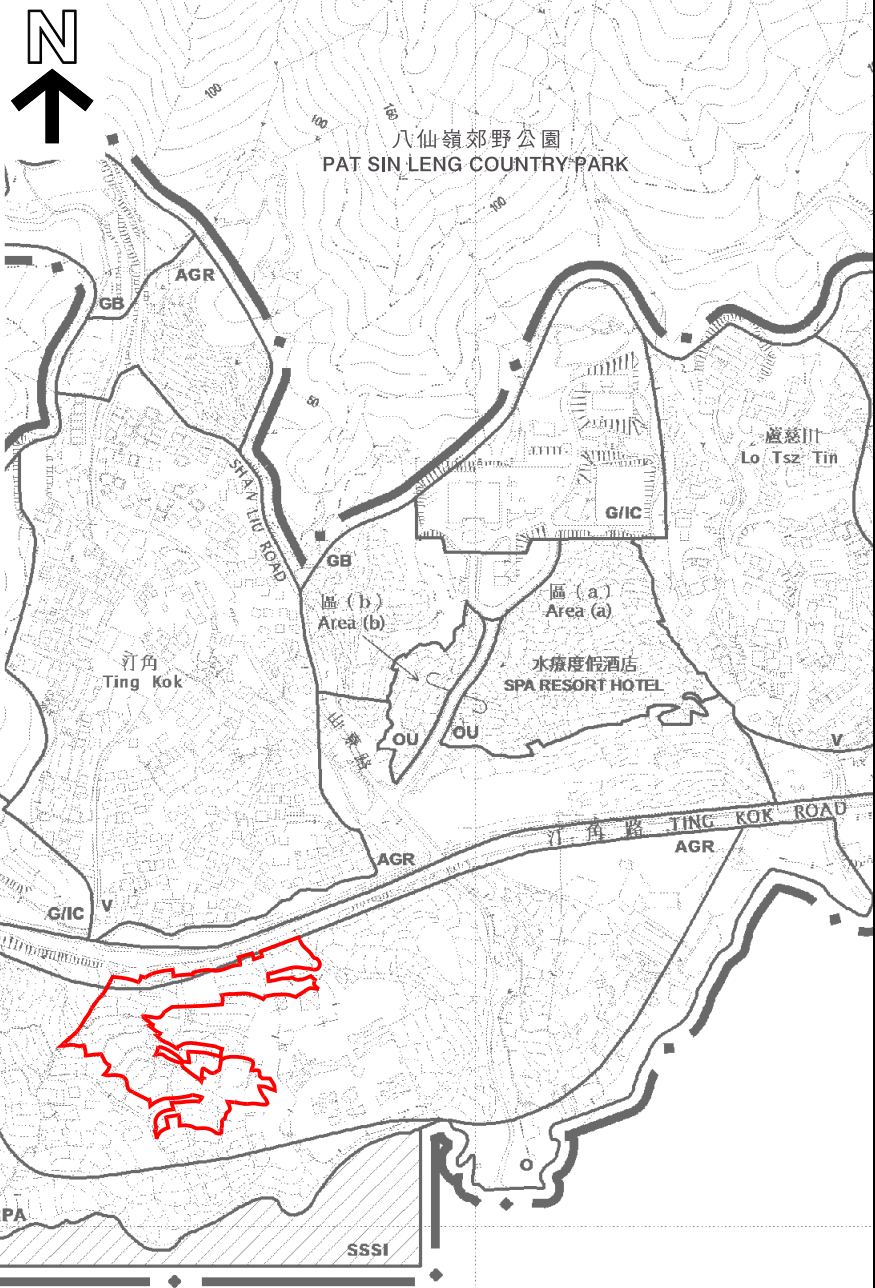 N
100
100
150
八仙嶺郊野公園
PAT SIN LENG COUNTRY PARK
100
AGR
GB
50
蘆慈田
Lo Tsz Tin
SHAN LIU ROAD
G/IC
GB
區 (b)
Area (b)
區 (a)
Area (a)
汀角
Ting Kok
水療度假酒店
SPA RESORT HOTEL
山寮路
OU
OU
V
汀角路 TING KOK ROAD
AGR
AGR
G/IC
V
O
PA
SSSI